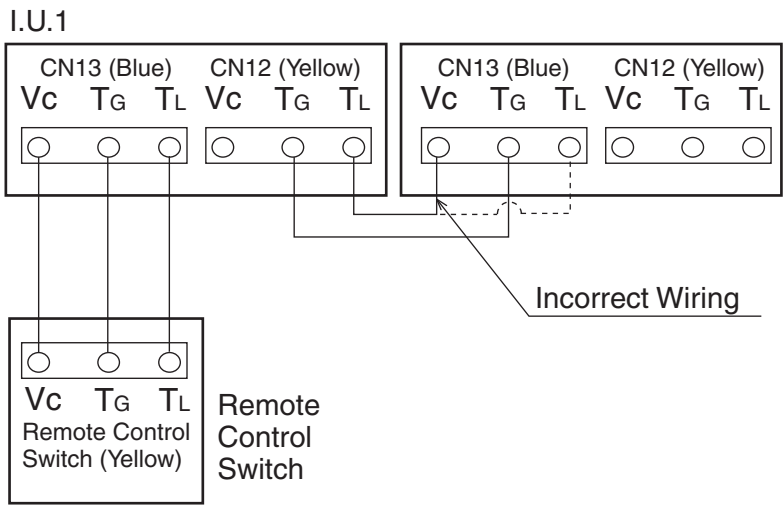 I.U.1
CN13 (Blue) CN12 (Yellow) CN13 (Blue) CN12 (Yellow)
Vc TG TL Vc TG TL Vc TG TL Vc TG TL
Incorrect Wiring
Vc TG TL
Remote Control
Switch (Yellow)
Remote
Control
Switch